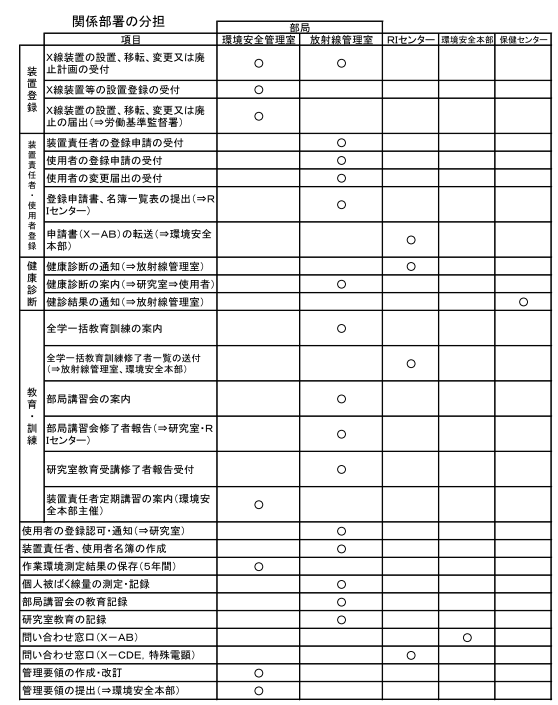 関係部署の分担
部局
項目 環境安全管理室 放射線管理室 RIセンター 環境安全本部 保健センター
装置登録
X線装置の設置、移転、変更又は廃
止計画の受付 ○ ○
X線装置等の設置登録の受付 ○
X線装置の設置、移転、変更又は廃
止の届出(⇒労働基準監督署) ○
装置責任者・使用者登録
装置責任者の登録申請の受付 ○
使用者の登録申請の受付 ○
使用者の変更届出の受付 ○
登録申請書、名簿一覧表の提出(⇒R
Iセンター) ○
申請書(X-AB)の転送(⇒環境安全
本部) ○
健康診断
健康診断の通知(⇒放射線管理室) ○
健康診断の案内(⇒研究室⇒使用者) ○
健診結果の通知(⇒放射線管理室) ○
教育・訓練
全学一括教育訓練の案内 ○
全学一括教育訓練修了者一覧の送付
(⇒放射線管理室、環境安全本部) ○
部局講習会の案内 ○
部局講習会修了者報告(⇒研究室・R
Iセンター) ○
研究室教育受講修了者報告受付 ○
装置責任者定期講習の案内(環境安
全本部主催) ○
使用者の登録認可・通知(⇒研究室) ○
装置責任者、使用者名簿の作成 ○
作業環境測定結果の保存(5年間) ○
個人被ばく線量の測定・記録 ○
部局講習会の教育記録 ○
研究室教育の記録 ○
問い合わせ窓口(X-AB) ○
問い合わせ窓口(X-CDE, 特殊電顕) ○
管理要領の作成・改訂 ○
管理要領の提出(⇒環境安全本部) ○